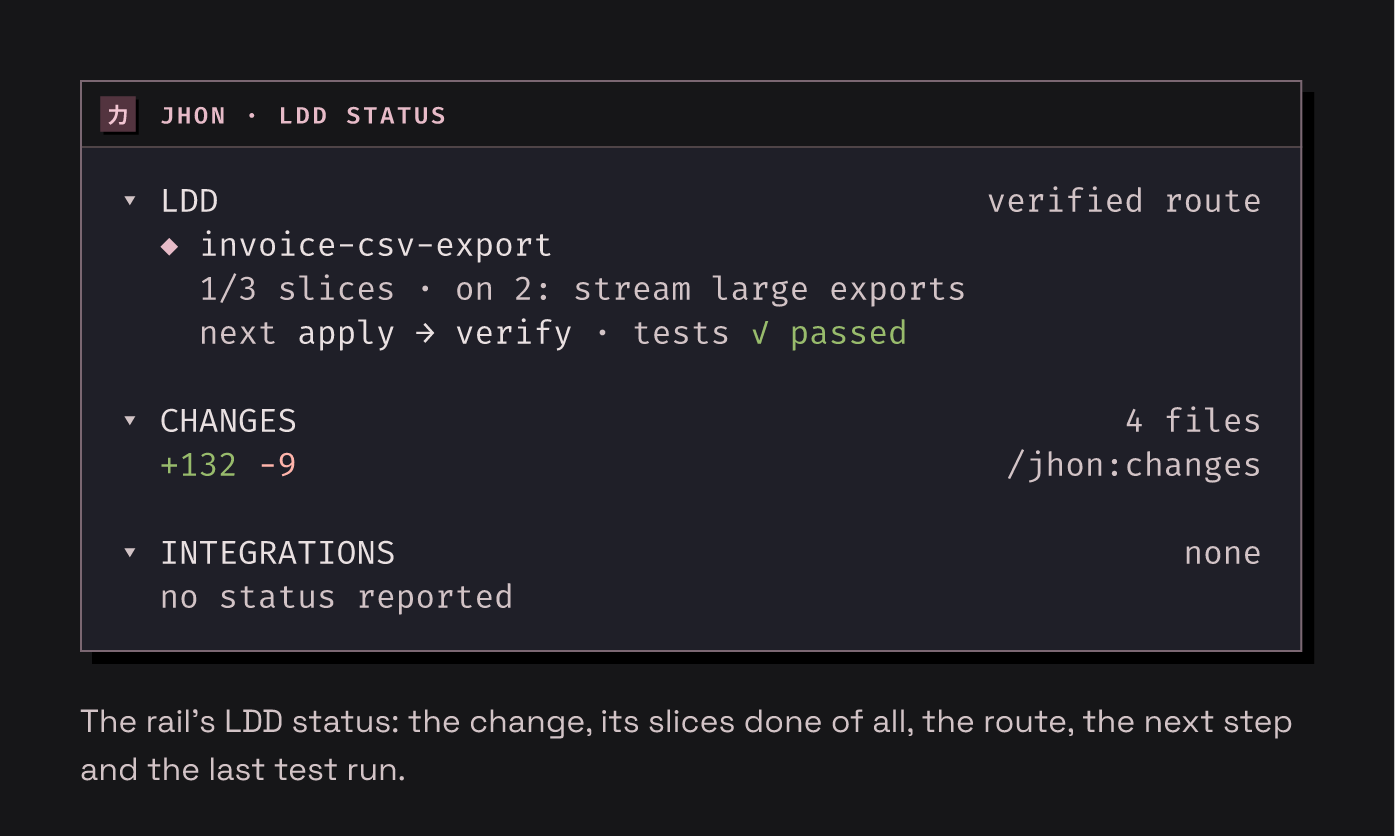 力 JHON · LDD STATUS
▾ LDD verified route
◆ invoice-csv-export
1/3 slices · on 2: stream large exports
next apply → verify · tests √ passed
▾ CHANGES 4 files
+132 -9 /jhon:changes
▾ INTEGRATIONS none
no status reported
The rail’s LDD status: the change, its slices done of all, the route, the next step
and the last test run.